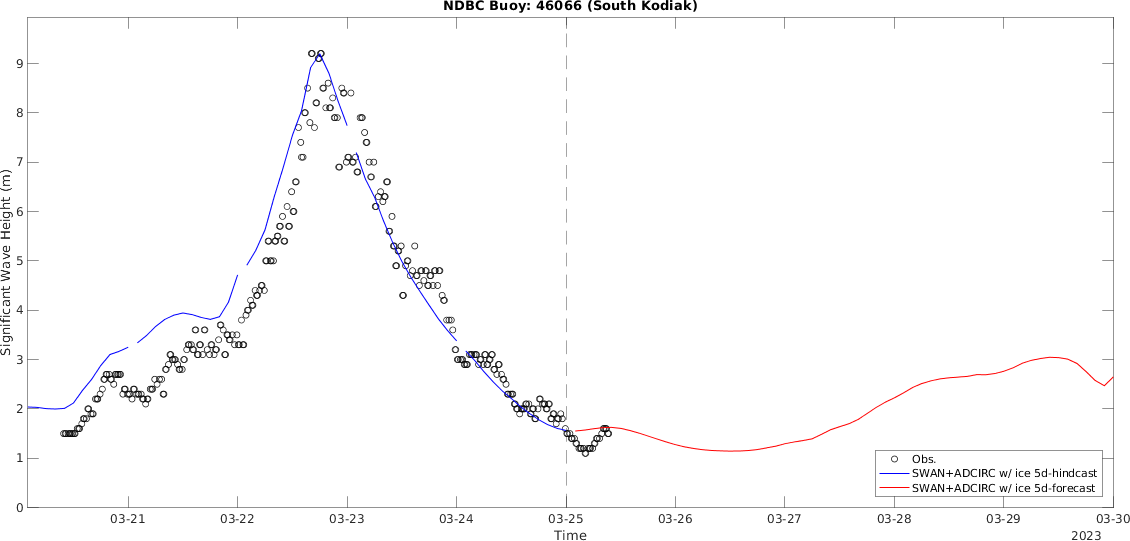 NDBC Buoy: 46066 (South Kodiak)
Significant Wave Height (m)
9
8
7
6
5
4
3
2
1
0
Obs.
SWAN+ADCIRC w/ ice 5d-hindcast
SWAN+ADCIRC w/ ice 5d-forecast
03-21 03-22 03-23 03-24 03-25 03-26 03-27 03-28 03-29 03-30
Time
2023